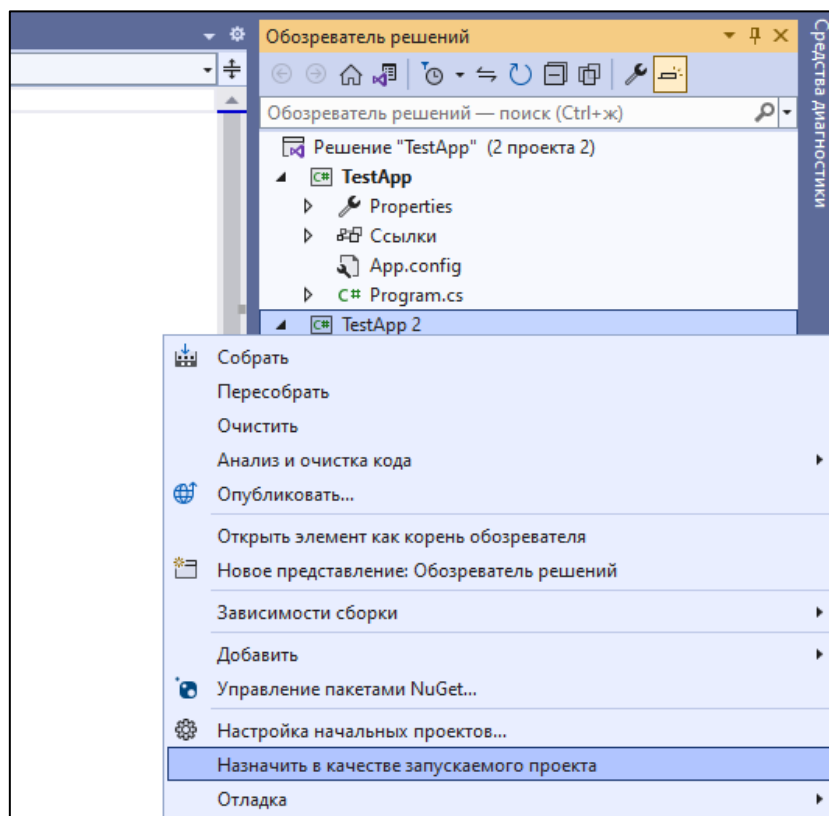 Обозреватель решений
Обозреватель решений — поиск (Ctrl+ж)
Решение "TestApp" (2 проекта 2)
C# TestApp
Properties
Ссылки
App.config
C# Program.cs
C# TestApp 2
Собрать
Пересобрать
Очистить
Анализ и очистка кода
Опубликовать...
Открыть элемент как корень обозревателя
Новое представление: Обозреватель решений
Зависимости сборки
Добавить
Управление пакетами NuGet...
Настройка начальных проектов...
Назначить в качестве запускаемого проекта
Отладка
Средства диагностики